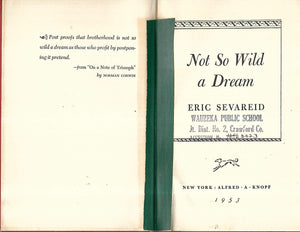 Post proofs that brotherhood is not so
wild a dream as those who profit by postpon-
ing it pretend.
—from "On a Note of Triumph"
by NORMAN CORWIN
Not So Wild
a Dream
ERIC SEVAREID
WAUZEKA PUBLIC SCHOOL
Jt. Dist. No. 2, Crawford Co.
NEW YORK · ALFRED · A · KNOPF
1953